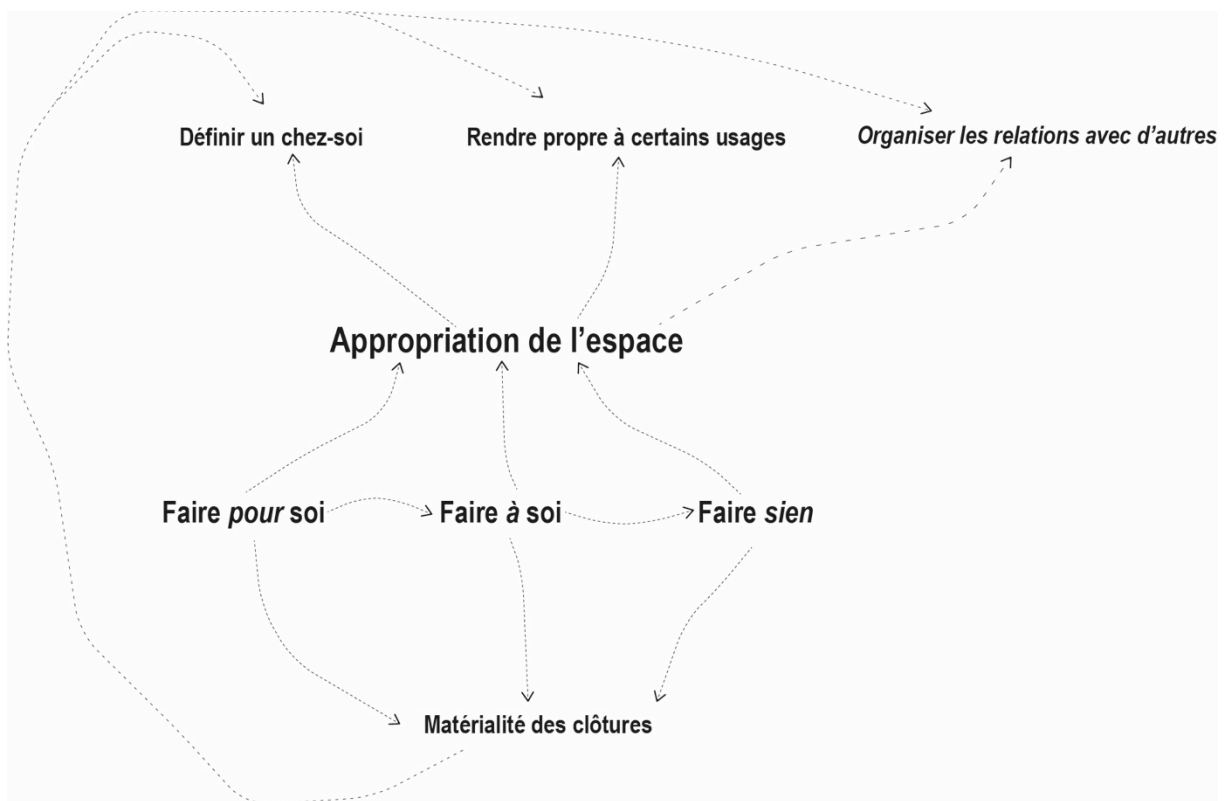 Définir un chez-soi
Rendre propre à certains usages
Organiser les relations avec d'autres
Appropriation de l'espace
Faire pour soi
Faire à soi
Faire sien
Matérialité des clôtures